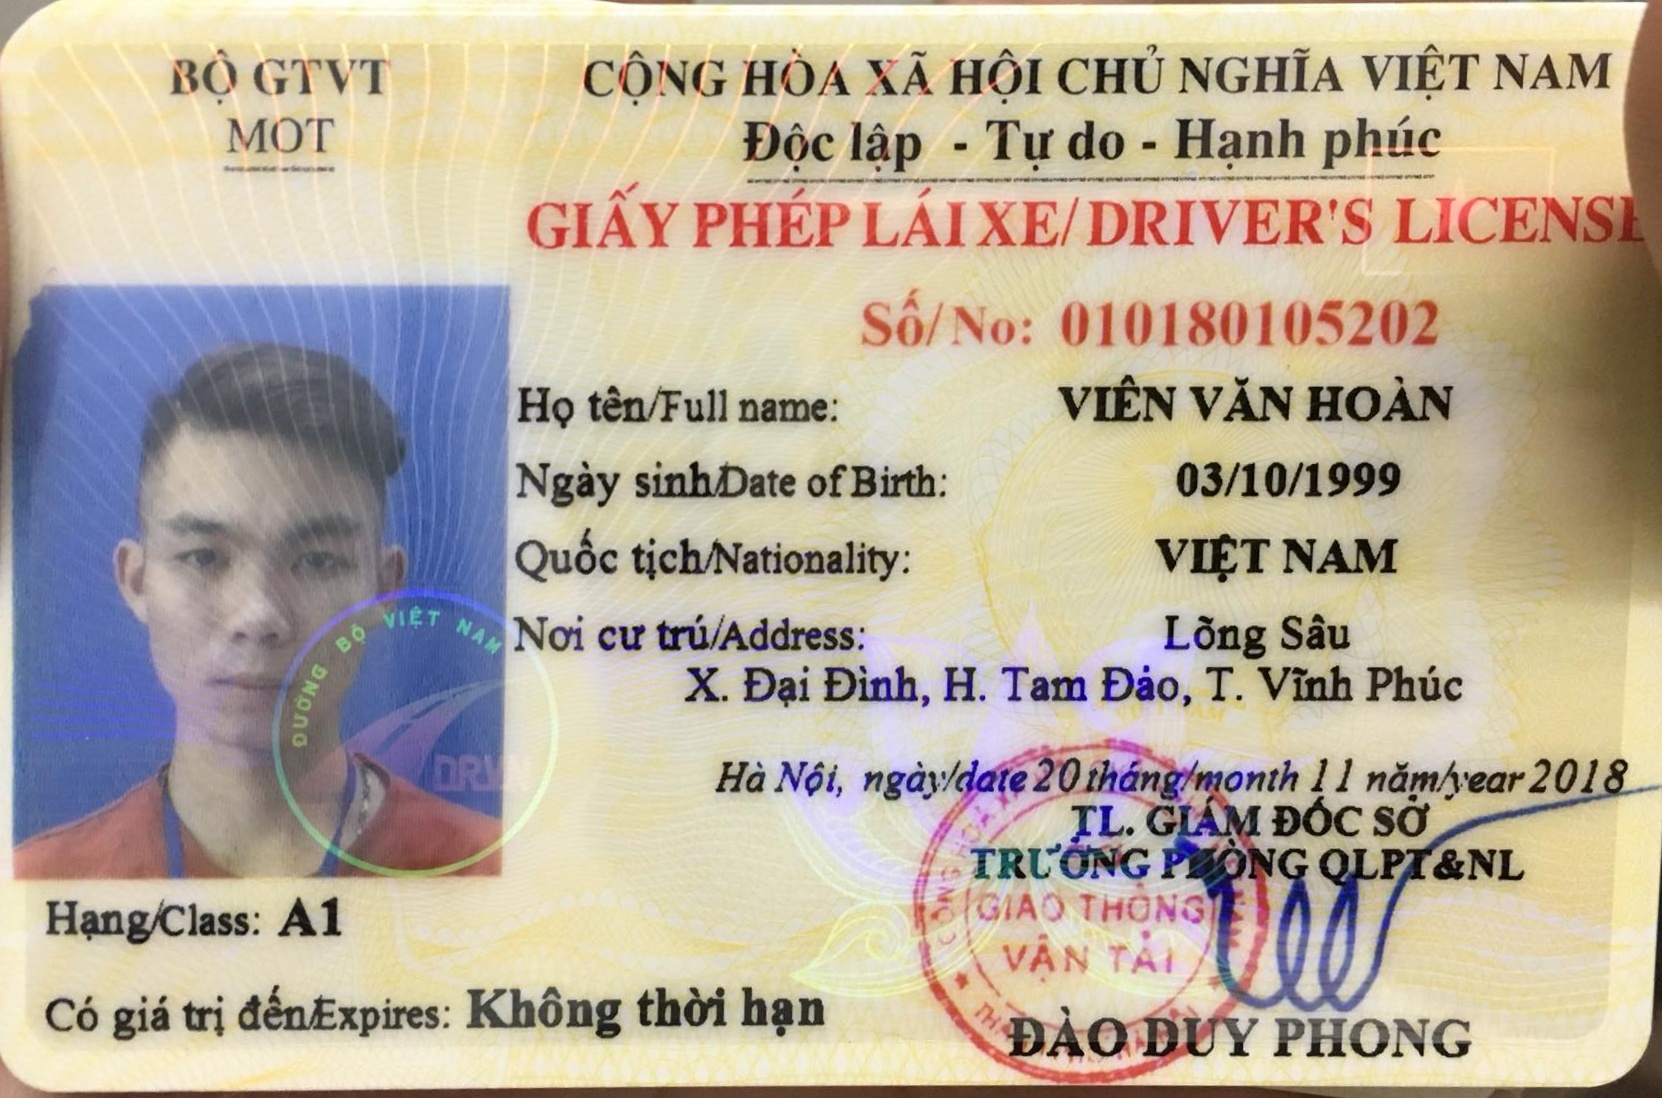 BỘ GTVT
MOT
CỘNG HÒA XÃ HỘI CHỦ NGHĨA VIỆT NAM
Độc lập - Tự do - Hạnh phúc
GIẤY PHÉP LÁI XE/ DRIVER'S LICENSE
Số/ No: 010180105202
Họ tên/Full name: VIÊN VĂN HOÀN
Ngày sinh/Date of Birth: 03/10/1999
Quốc tịch/Nationality: VIỆT NAM
Nơi cư trú/Address: Lõng Sâu
X. Đại Đình, H. Tam Đảo, T. Vĩnh Phúc
ĐƯỜNG BỘ VIỆT NAM
DRVN
Hà Nội, ngày/date 20 tháng/month 11 năm/year 2018
TL. GIÁM ĐỐC SỞ
TRƯỞNG PHÒNG QLPT&NL
GIAO THÔNG
VẬN TẢI
ĐÀO DUY PHONG
Hạng/Class: A1
Có giá trị đến/Expires: Không thời hạn